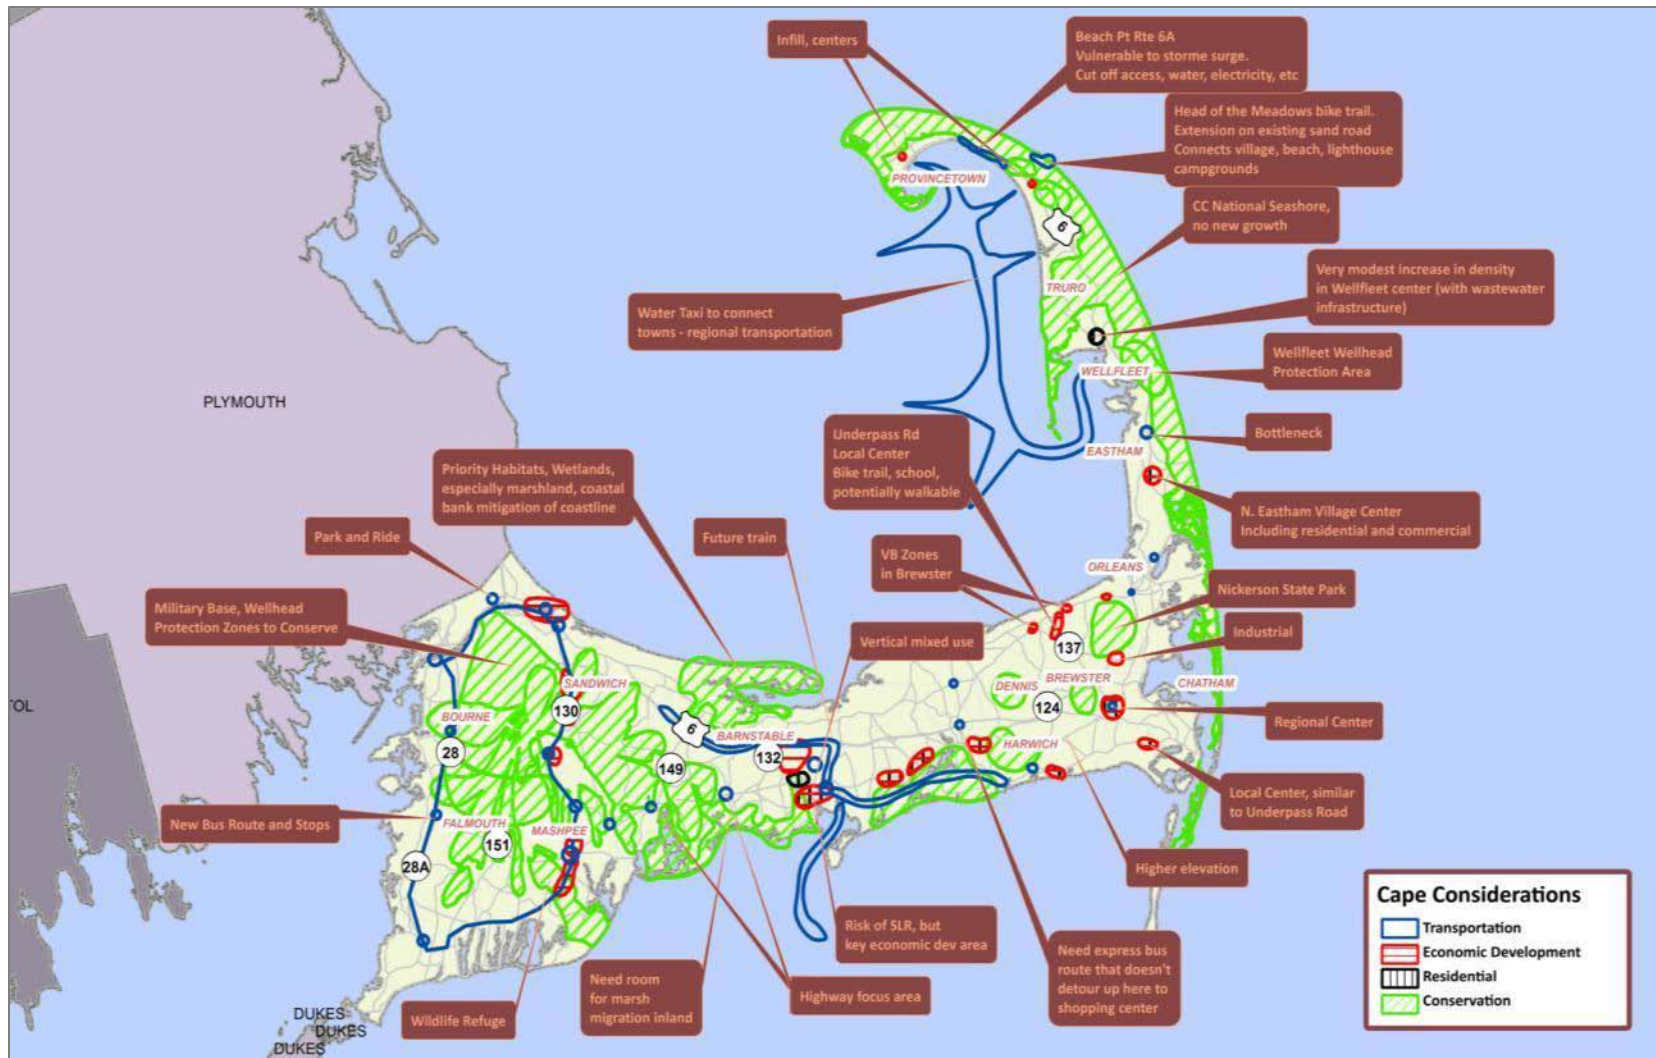 Infill, centers
Beach Pt Rte 6A
Vulnerable to storme surge.
Cut off access, water, electricity, etc
Head of the Meadows bike trail.
Extension on existing sand road
Connects village, beach, lighthouse
campgrounds
PROVINCETOWN
CC National Seashore,
no new growth
6
Very modest increase in density
in Wellfleet center (with wastewater
infrastructure)
TRURO
Water Taxi to connect
towns - regional transportation
Wellfleet Wellhead
Protection Area
WELLFLEET
PLYMOUTH
Underpass Rd
Local Center
Bike trail, school,
potentially walkable
Bottleneck
EASTHAM
Priority Habitats, Wetlands,
especially marshland, coastal
bank mitigation of coastline
N. Eastham Village Center
Including residential and commercial
Park and Ride
Future train
VB Zones
in Brewster
ORLEANS
Nickerson State Park
Military Base, Wellhead
Protection Zones to Conserve
Vertical mixed use
Industrial
137
SANDWICH
DENNIS
BREWSTER
CHATHAM
TOL
130
124
BOURNE
Regional Center
6
BARNSTABLE
HARWICH
28
132
149
Local Center, similar
to Underpass Road
New Bus Route and Stops
FALMOUTH
MASHPEE
151
28A
Higher elevation
Cape Considerations
Transportation
Economic Development
Residential
Conservation
Risk of SLR, but
key economic dev area
Need express bus
route that doesn't
detour up here to
shopping center
Need room
for marsh
migration inland
Highway focus area
Wildlife Refuge
DUKES
DUKES
DUKES